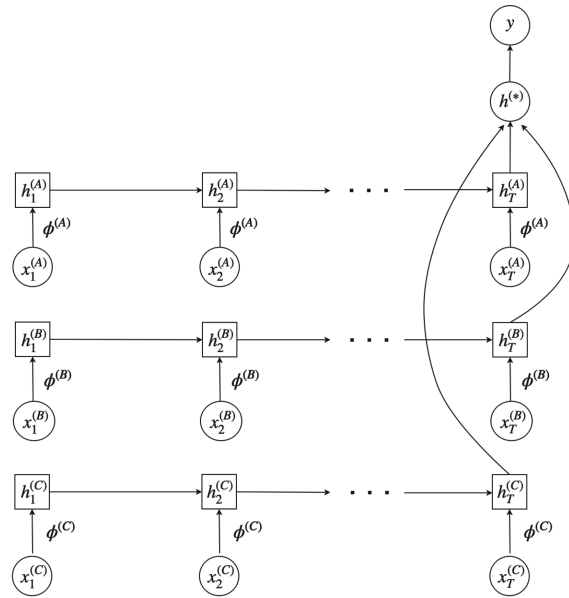 y
h^{(*)}
h_1^{(A)} h_2^{(A)} · · · h_T^{(A)}
ϕ^{(A)} ϕ^{(A)} ϕ^{(A)}
x_1^{(A)} x_2^{(A)} x_T^{(A)}
h_1^{(B)} h_2^{(B)} · · · h_T^{(B)}
ϕ^{(B)} ϕ^{(B)} ϕ^{(B)}
x_1^{(B)} x_2^{(B)} x_T^{(B)}
h_1^{(C)} h_2^{(C)} · · · h_T^{(C)}
ϕ^{(C)} ϕ^{(C)} ϕ^{(C)}
x_1^{(C)} x_2^{(C)} x_T^{(C)}